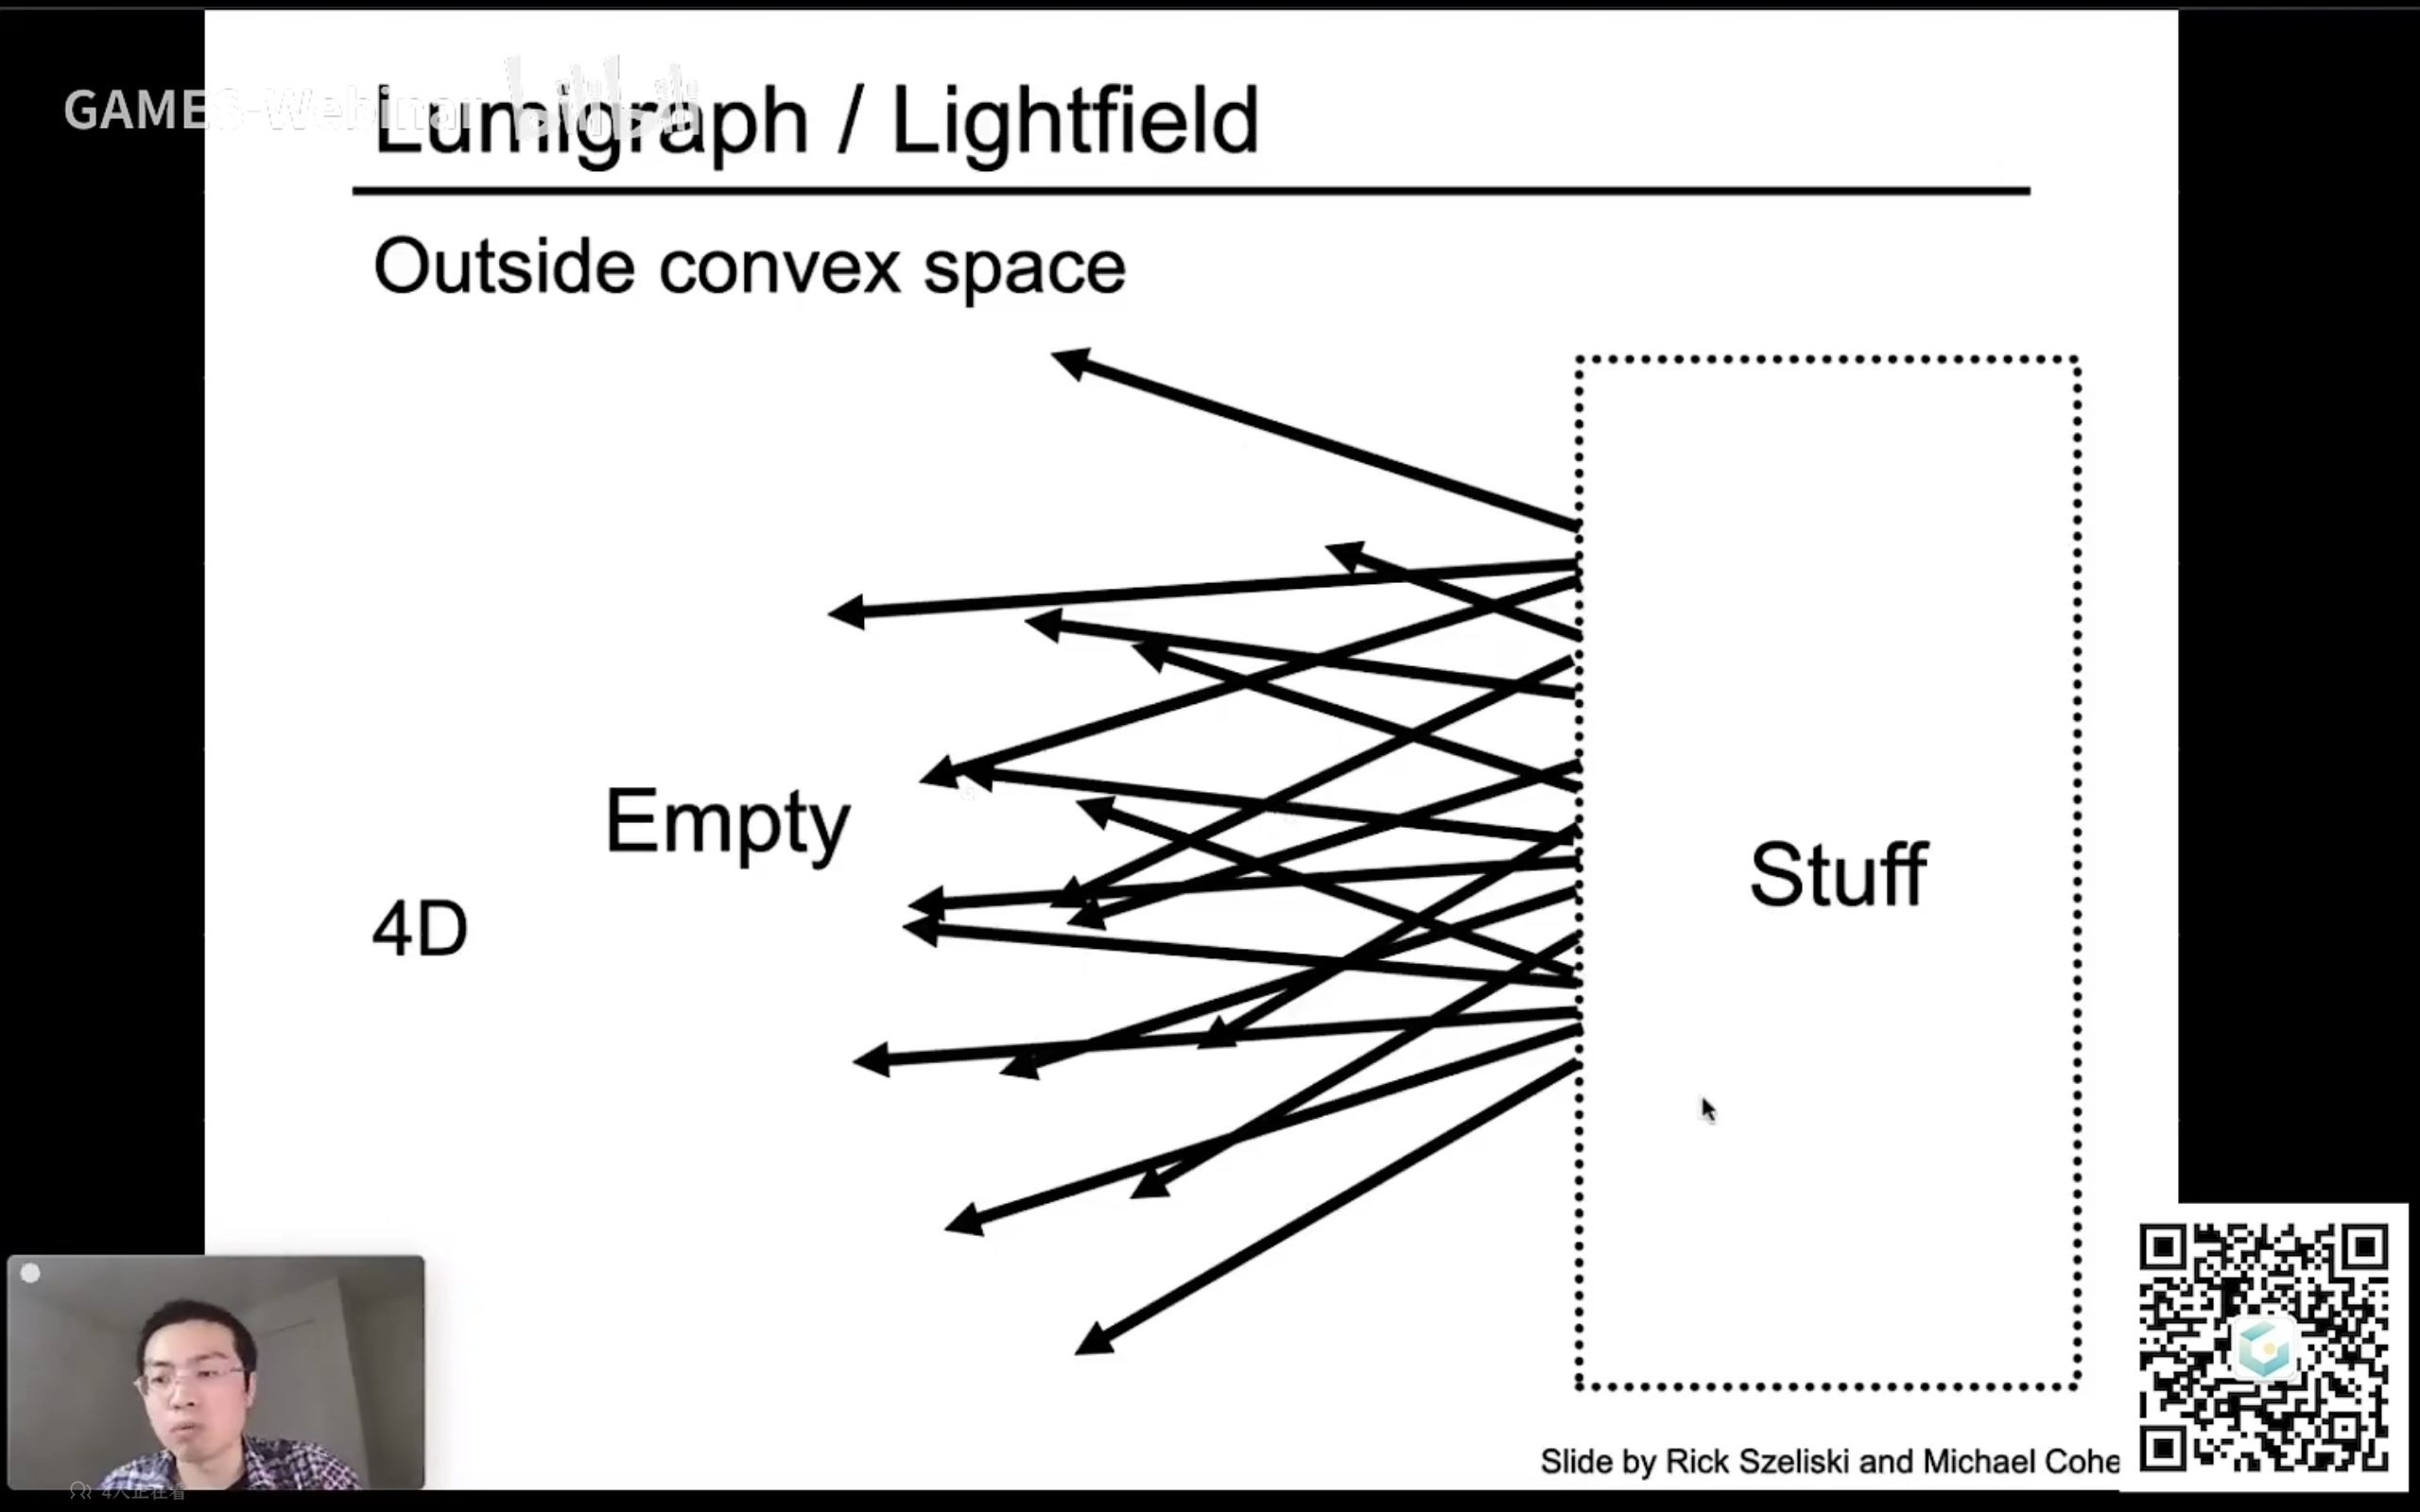 GAMES-Webinar bilibili
Lumigraph / Lightfield
Outside convex space
Empty
Stuff
4D
Slide by Rick Szeliski and Michael Cohe
4人正在看